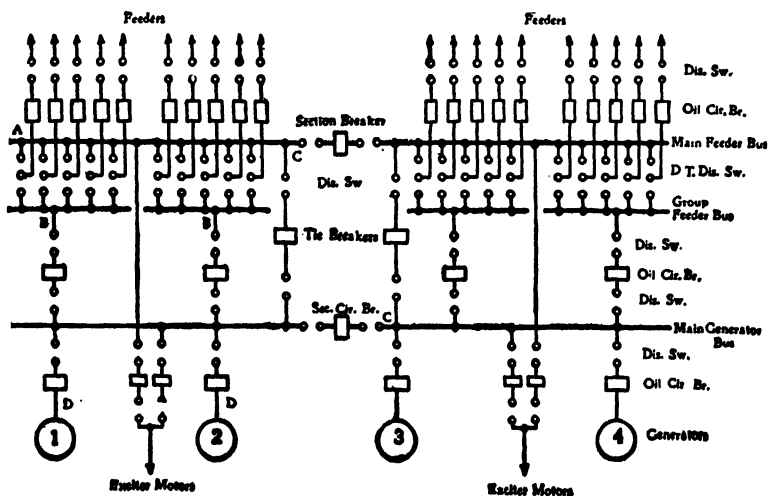 Feeders
Feeders
Dis. Sw.
Oil Cir. Br.
A
Section Breaker
C
Main Feeder Bus
Dis. Sw
D T. Dis. Sw.
Group
Feeder Bus
B
B
Tie Breakers
Dis. Sw.
Oil Cir. Br.
Dis. Sw.
Sec. Cir. Br.
C
Main Generator
Bus
Dis. Sw.
Oil Cir Br.
D
D
1
2
3
4
Generators
Exciter Motors
Exciter Motors